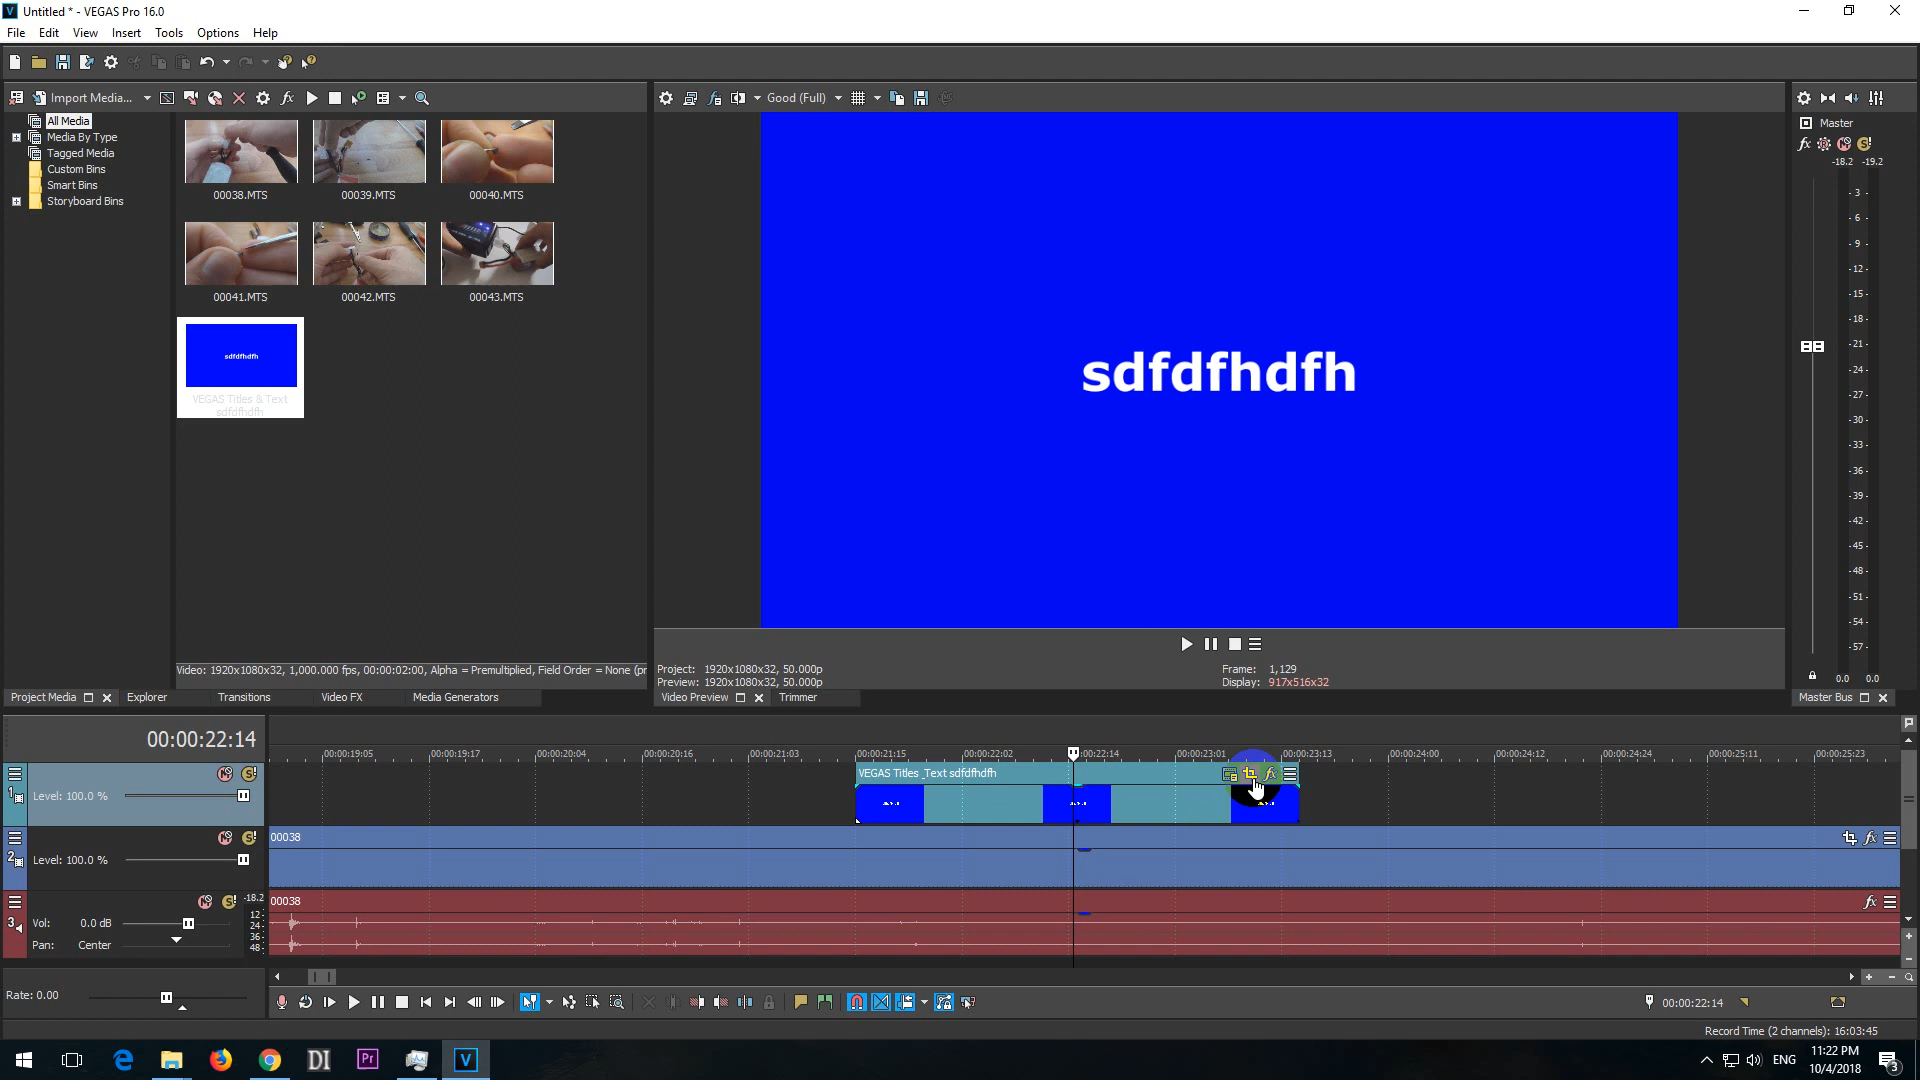 Untitled * - VEGAS Pro 16.0
File Edit View Insert Tools Options Help
Import Media...
Good (Full)
All Media
Media By Type
Tagged Media
Custom Bins
Smart Bins
Storyboard Bins
00038.MTS 00039.MTS 00040.MTS
00041.MTS 00042.MTS 00043.MTS
sdfdfhdfh
VEGAS Titles & Text
sdfdfhdfh
Video: 1920x1080x32, 1,000.000 fps, 00:00:02:00, Alpha = Premultiplied, Field Order = None (pr
Project Media Explorer Transitions Video FX Media Generators
sdfdfhdfh
Project: 1920x1080x32, 50.000p
Preview: 1920x1080x32, 50.000p
Frame: 1,129
Display: 917x516x32
Video Preview Trimmer
Master
fx
-18.2 -19.2
3
6
9
-12-
-15-
-18-
-21-
-24-
-27-
-30-
-33-
-36-
-39-
-42-
-45-
-48-
-51-
-54-
-57-
0.0 0.0
Master Bus
00:00:22:14
00:00:19:05 00:00:19:17 00:00:20:04 00:00:20:16 00:00:21:03 00:00:21:15 00:00:22:02 :00:22:14 00:00:23:01 00:00:23:13 00:00:24:00 00:00:24:12 00:00:24:24 00:00:25:11 00:00:25:23
1 Level: 100.0 %
VEGAS Titles _Text sdfdfhdfh
2 Level: 100.0 %
00038
3 Vol: 0.0 dB
Pan: Center
-18.2
12-
24-
36-
48-
00038
Rate: 0.00
00:00:22:14
Record Time (2 channels): 16:03:45
DI Pr V
ENG
11:22 PM
10/4/2018
3